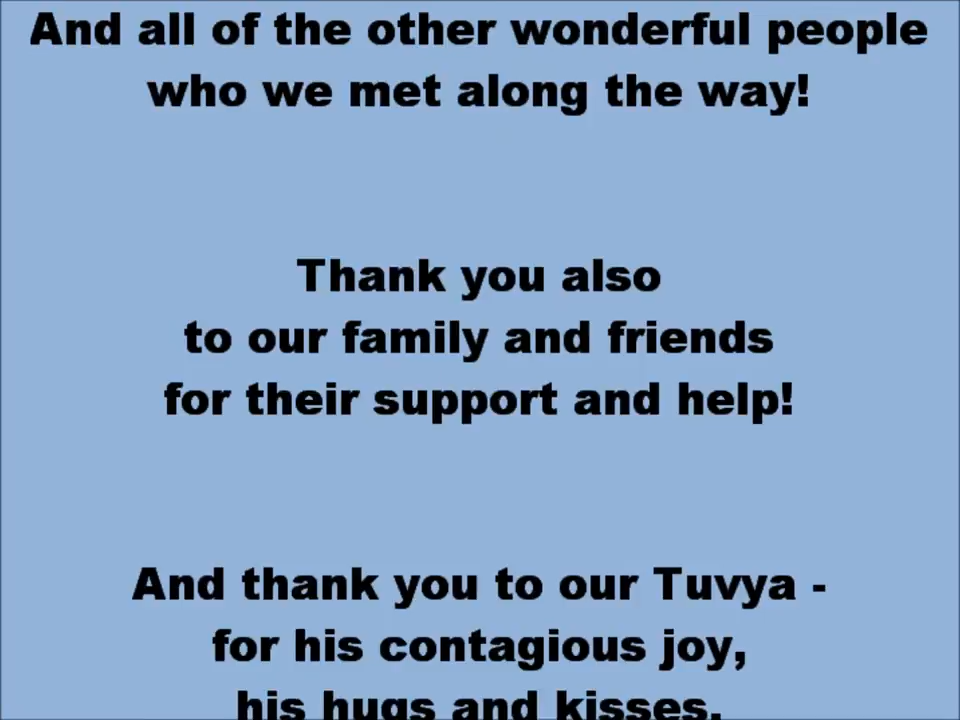 And all of the other wonderful people
who we met along the way!
Thank you also
to our family and friends
for their support and help!
And thank you to our Tuvya -
for his contagious joy,
his hugs and kisses,